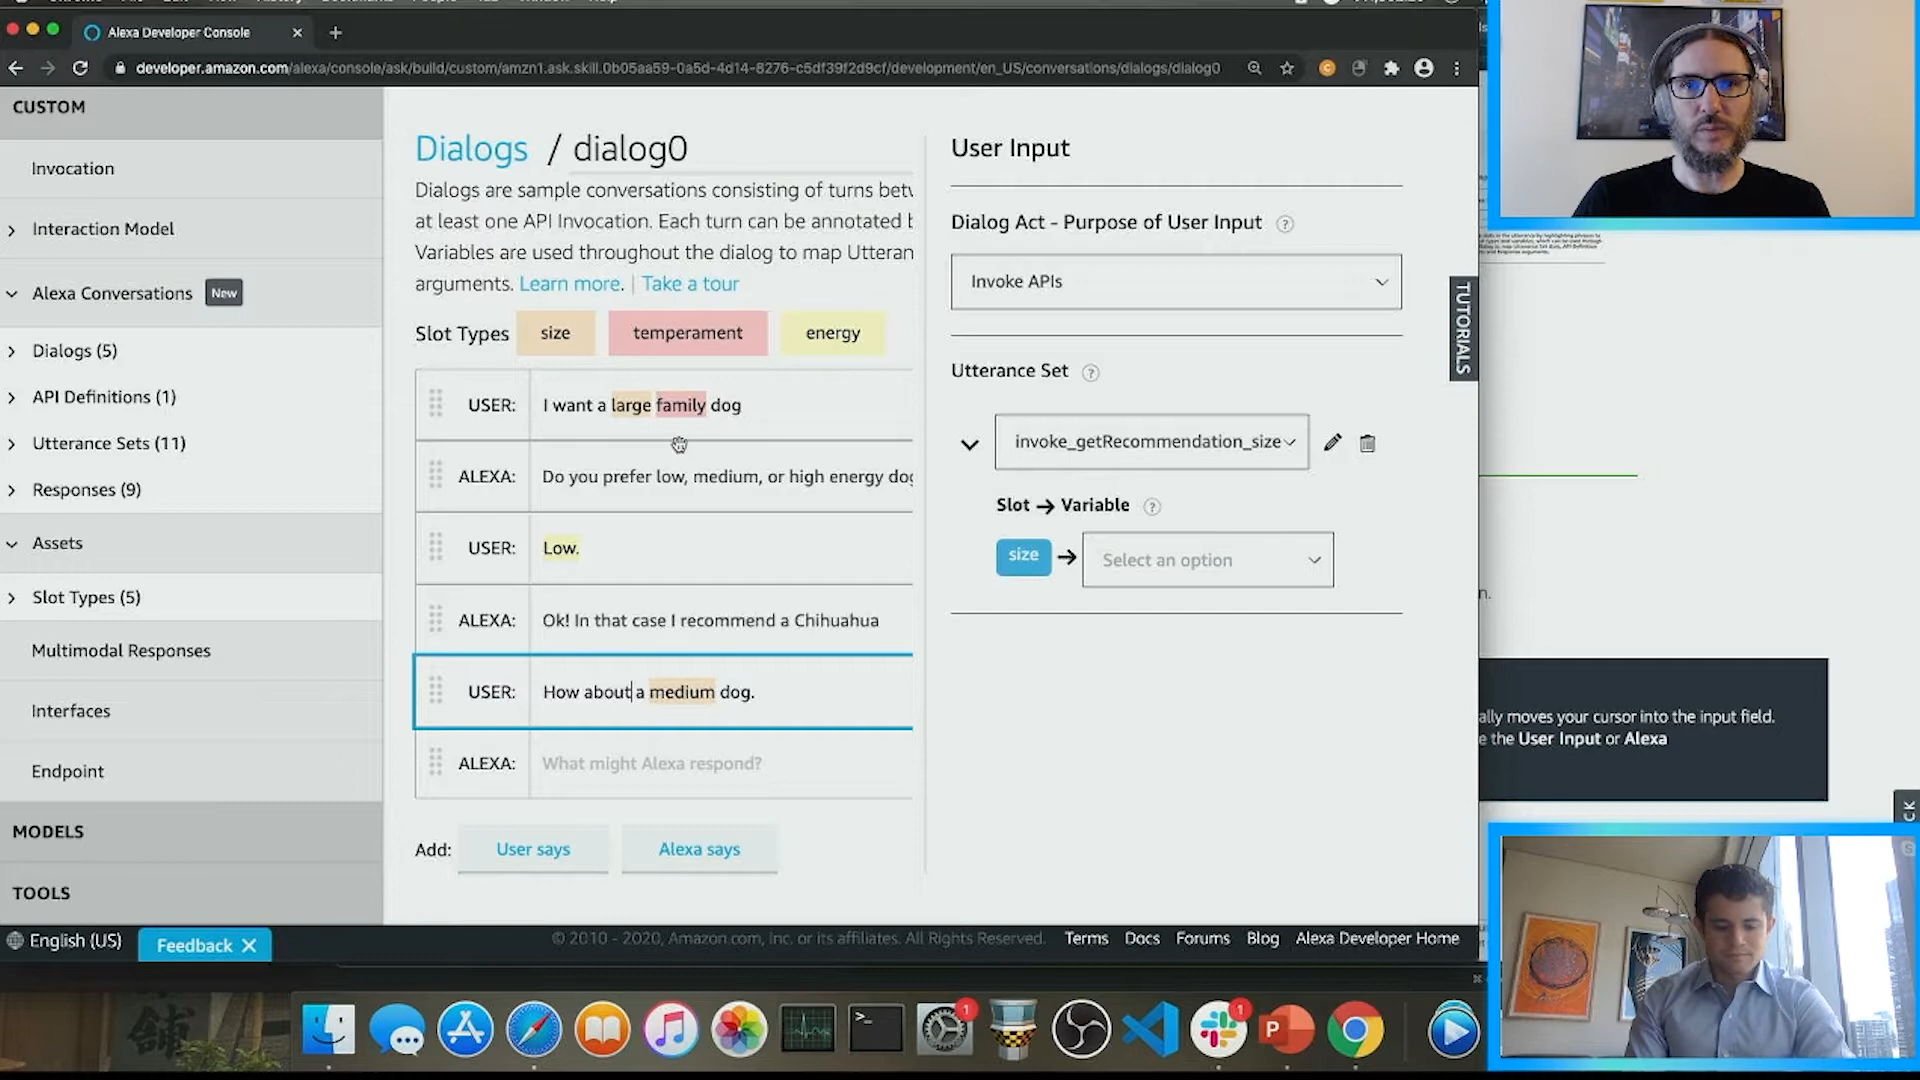 Alexa Developer Console
developer.amazon.com/alexa/console/ask/build/custom/amzn1.ask.skill.0b05aa59-0a5d-4d14-8276-c5df39f2d9cf/development/en_US/conversations/dialogs/dialog0
CUSTOM
Invocation
Interaction Model
Alexa Conversations New
Dialogs (5)
API Definitions (1)
Utterance Sets (11)
Responses (9)
Assets
Slot Types (5)
Multimodal Responses
Interfaces
Endpoint
MODELS
TOOLS
English (US)
Feedback
Dialogs / dialog0
Dialogs are sample conversations consisting of turns
at least one API Invocation. Each turn can be annotated
Variables are used throughout the dialog to map
arguments. Learn more. | Take a tour
Slot Types size temperament energy
USER: I want a large family dog
ALEXA: Do you prefer low, medium, or high energy
USER: Low.
ALEXA: Ok! In that case I recommend a Chihuahua
USER: How about a medium dog.
ALEXA: What might Alexa respond?
Add: User says Alexa says
User Input
Dialog Act - Purpose of User Input ?
Invoke APIs
Utterance Set ?
invoke_getRecommendation_size
Slot → Variable ?
size → Select an option
TUTORIALS
© 2010 - 2020, Amazon.com, Inc. or its affiliates. All Rights Reserved. Terms Docs Forums Blog Alexa Developer Home
ally moves your cursor into the input field.
e the User Input or Alexa
1
1
P